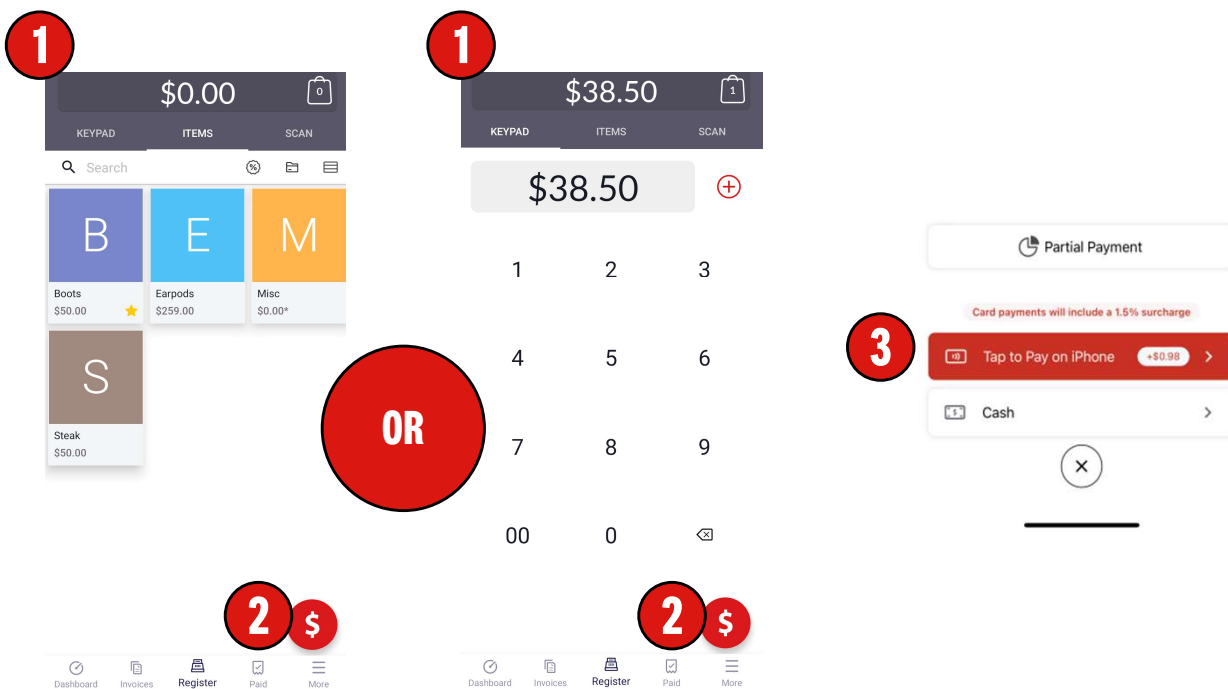 1
$0.00
0
KEYPAD ITEMS SCAN
Search
B E M
Boots Earpods Misc
$50.00 $259.00 $0.00*
S
Steak
$50.00
2 $
Dashboard Invoices Register Paid More
OR
1
$38.50
1
KEYPAD ITEMS SCAN
$38.50
1 2 3
4 5 6
7 8 9
00 0
2 $
Dashboard Invoices Register Paid More
Partial Payment
Card payments will include a 1.5% surcharge
3
Tap to Pay on iPhone +$0.98
Cash